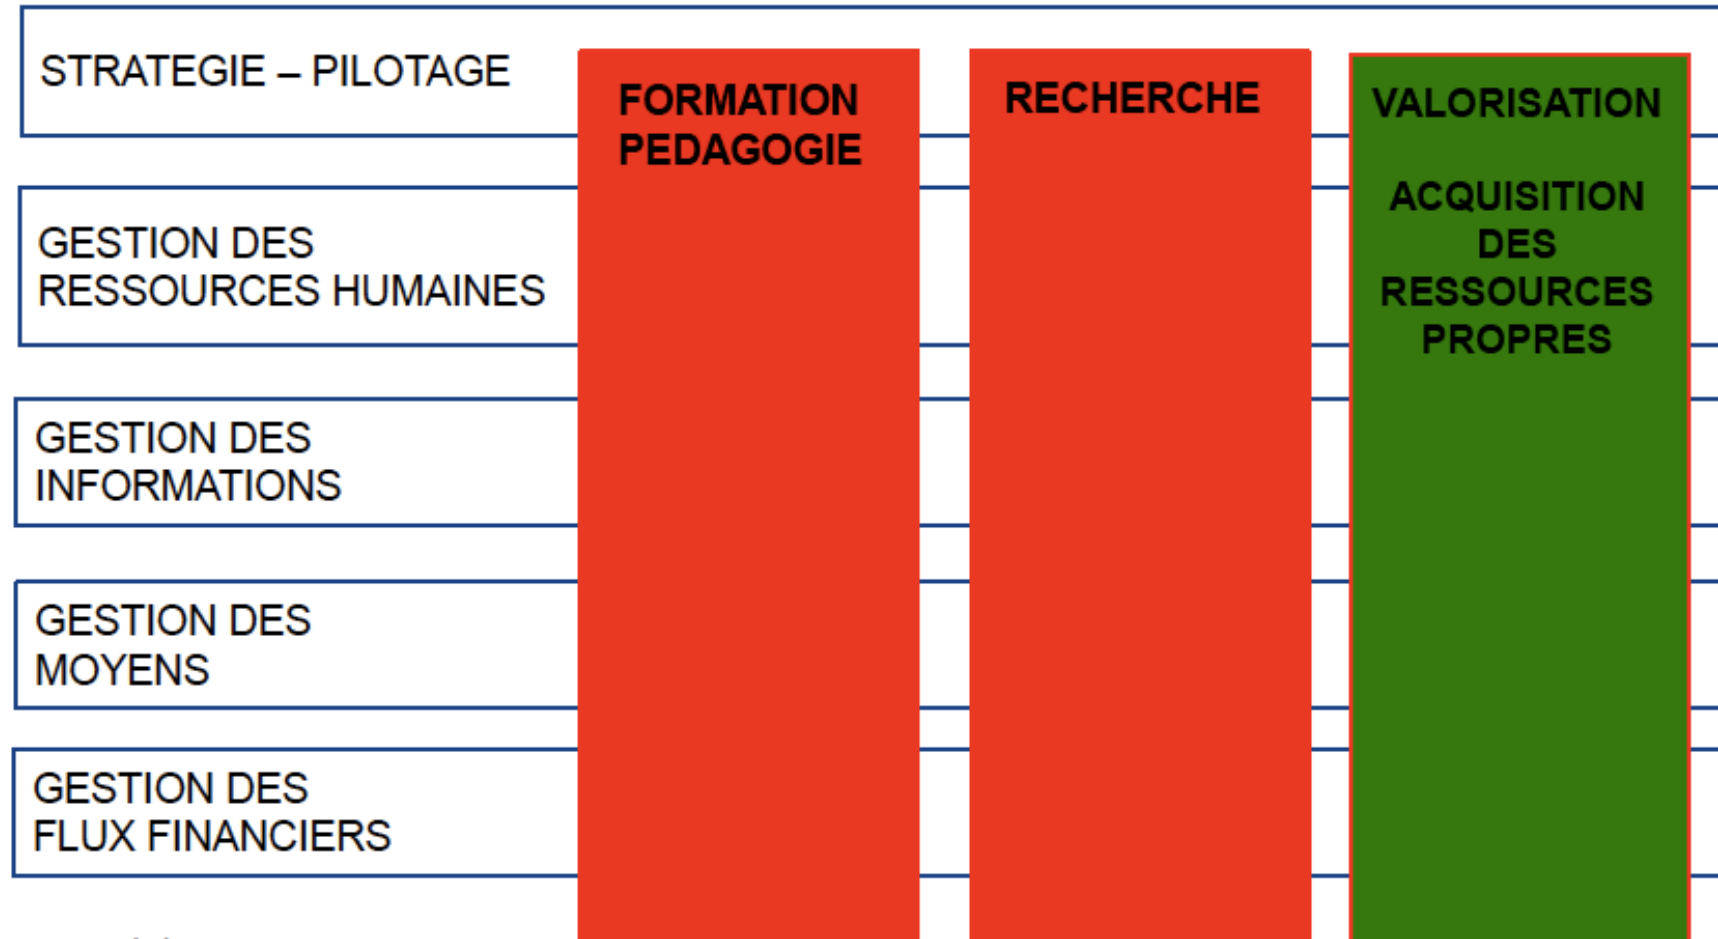 STRATEGIE – PILOTAGE
FORMATION
PEDAGOGIE
RECHERCHE
VALORISATION
ACQUISITION
DES
RESSOURCES
PROPRES
GESTION DES
RESSOURCES HUMAINES
GESTION DES
INFORMATIONS
GESTION DES
MOYENS
GESTION DES
FLUX FINANCIERS